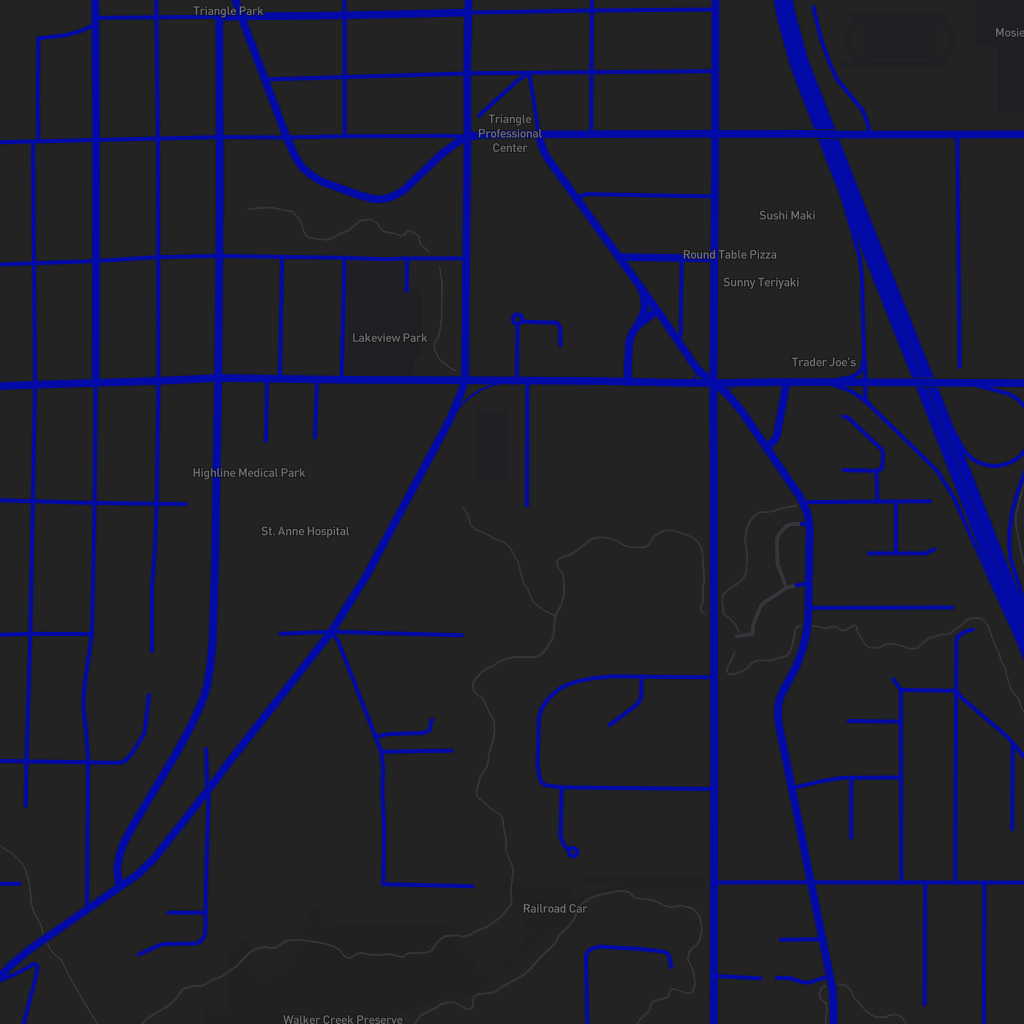 Triangle Park
Mosie
Triangle
Professional
Center
Sushi Maki
Round Table Pizza
Sunny Teriyaki
Lakeview Park
Trader Joe's
Highline Medical Park
St. Anne Hospital
Railroad Car
Walker Creek Preserve